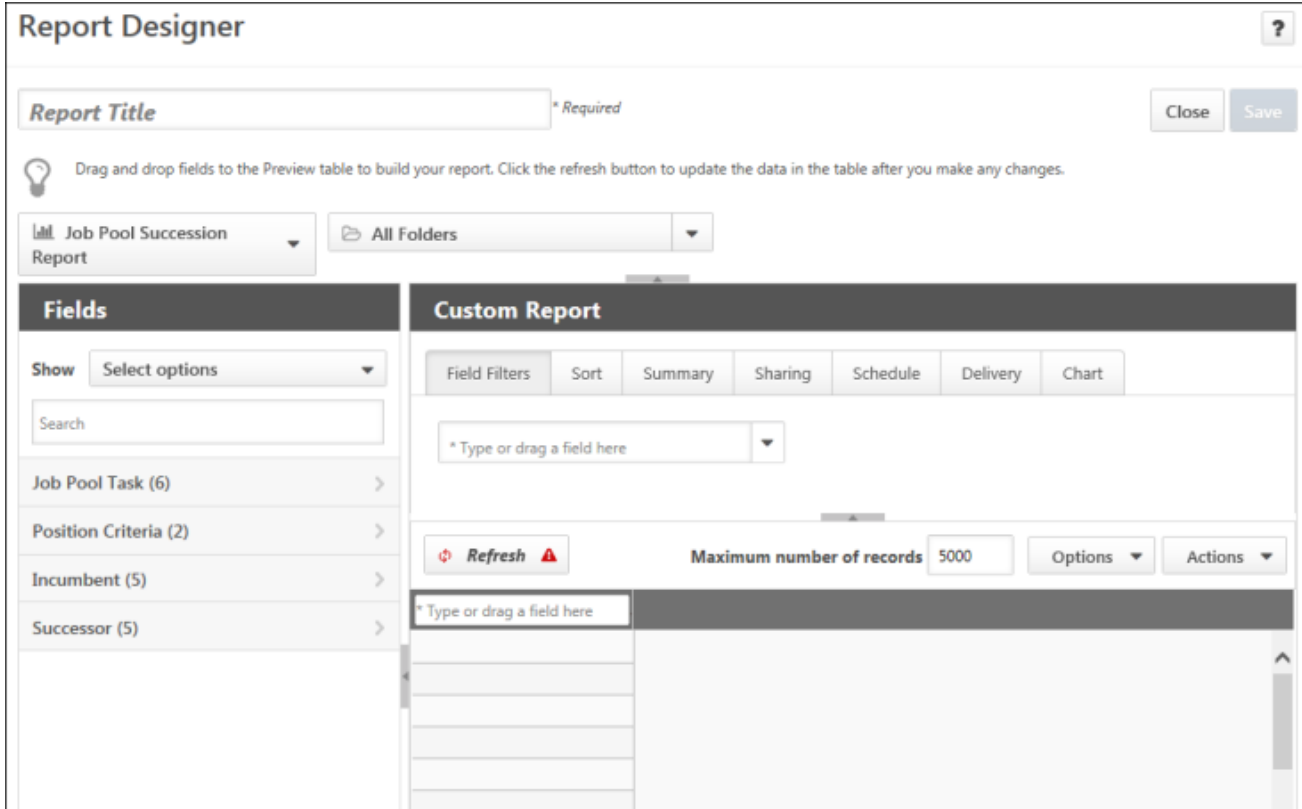 Report Designer
?
Report Title
* Required
Close
Save
Drag and drop fields to the Preview table to build your report. Click the refresh button to update the data in the table after you make any changes.
Job Pool Succession
Report
All Folders
Fields
Custom Report
Show
Select options
Field Filters
Sort
Summary
Sharing
Schedule
Delivery
Chart
Search
* Type or drag a field here
Job Pool Task (6)
Position Criteria (2)
Incumbent (5)
Successor (5)
Refresh
Maximum number of records
5000
Options
Actions
* Type or drag a field here